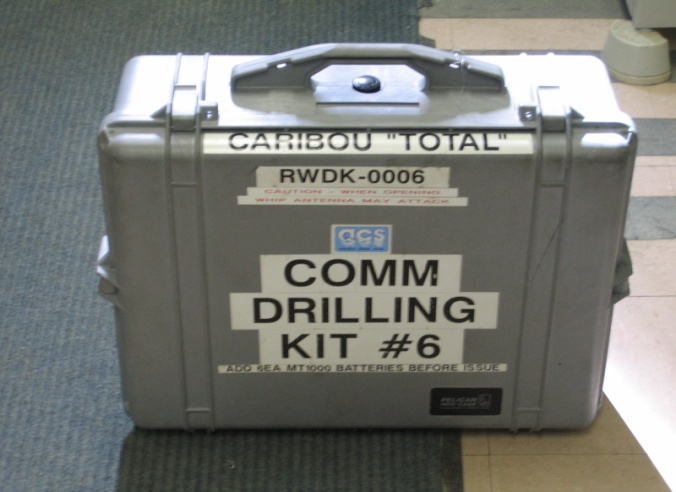 CARIBOU "TOTAL"
RWDK-0006
CAUTION - WHEN OPENING
WHIP ANTENNA MAY ATTACK
acs
COMM
DRILLING
KIT #6
ADD 6EA MT1000 BATTERIES BEFORE ISSUE
PELICAN